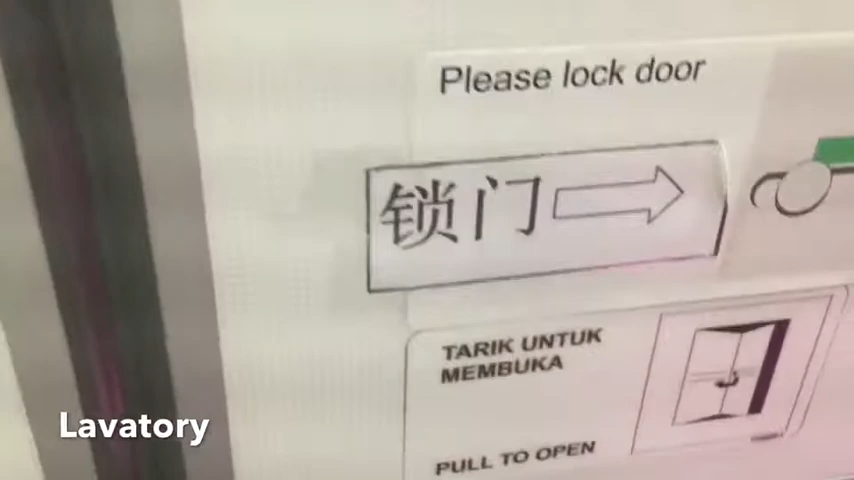 Please lock door
锁门
TARIK UNTUK
MEMBUKA
PULL TO OPEN
Lavatory